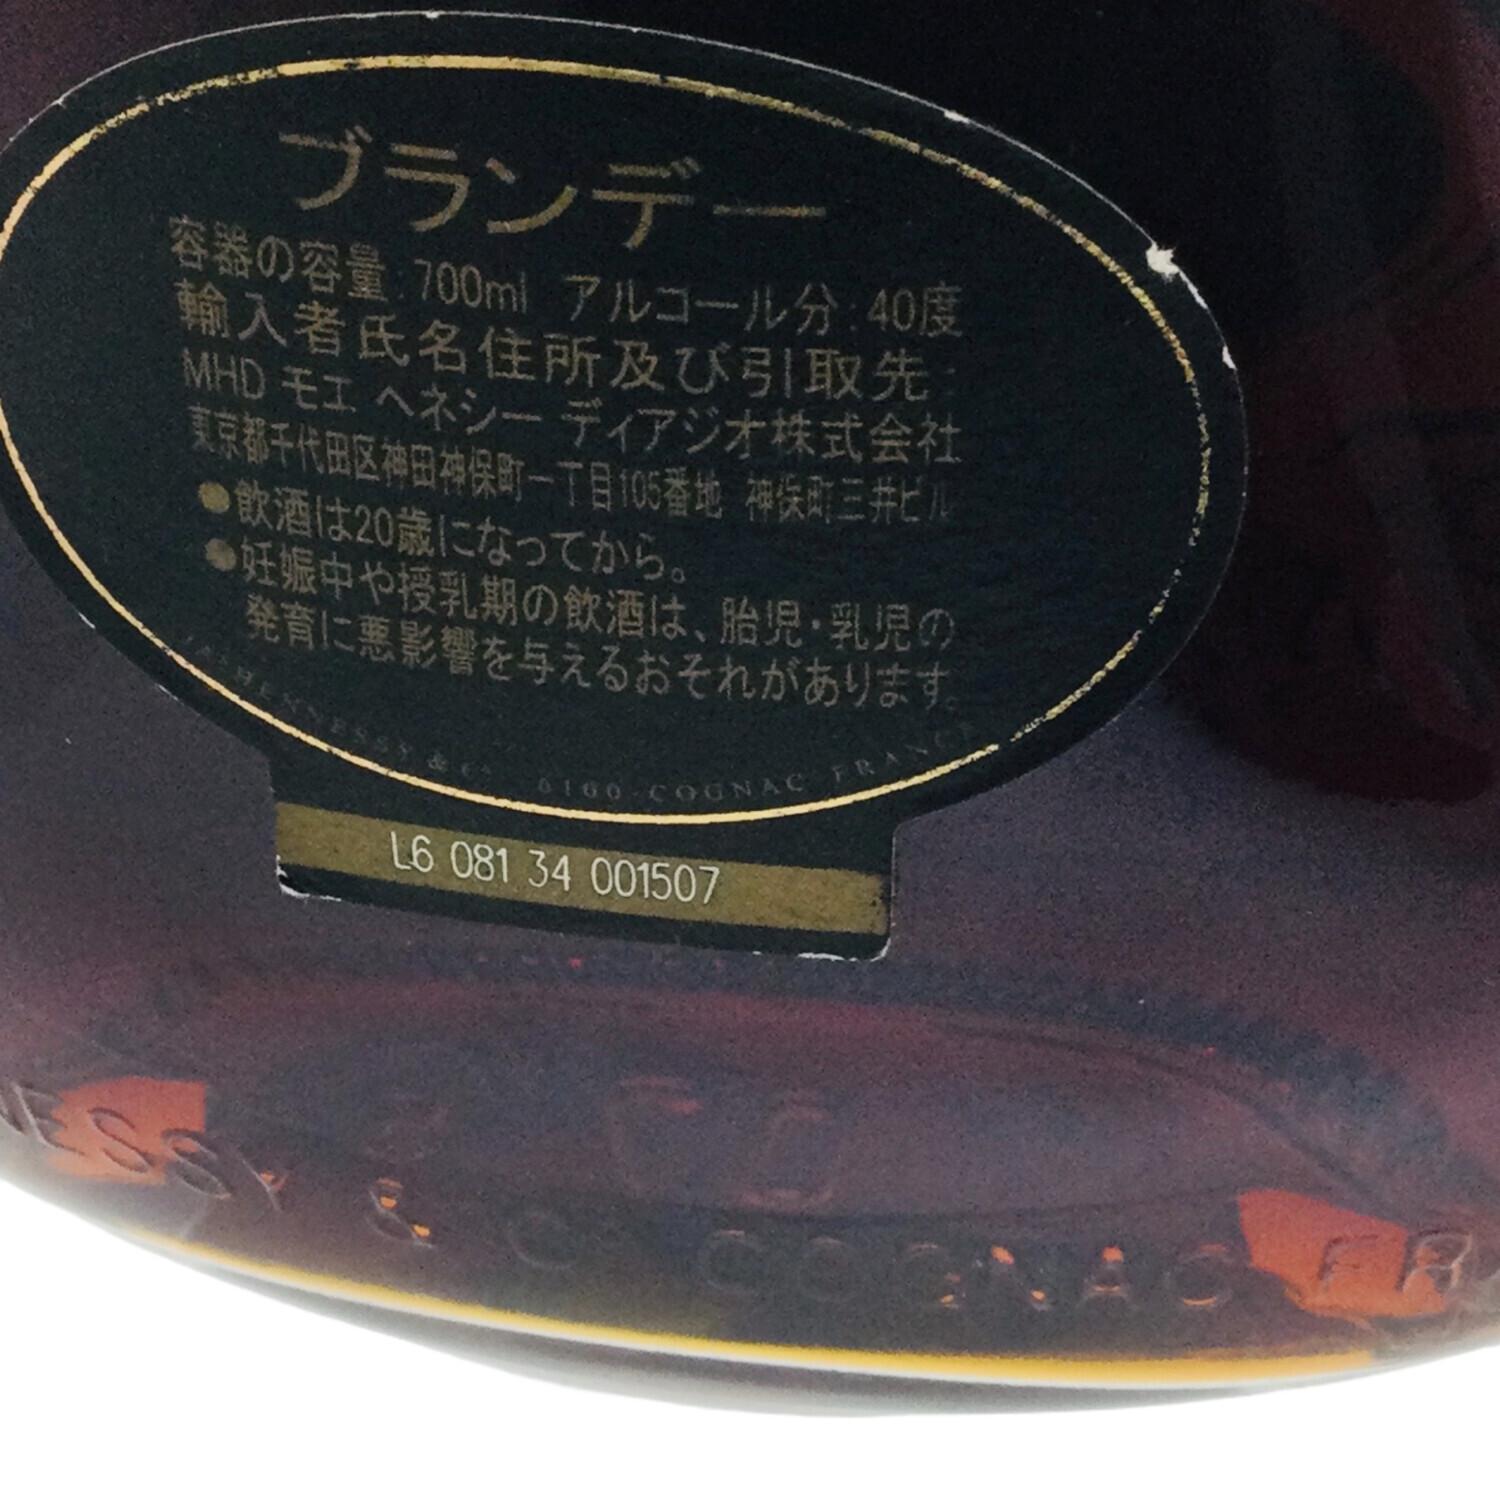 ブランデー
容器の容量:700ml アルコール分:40度
輸入者氏名住所及び引取先:
MHD モエ ヘネシー ディアジオ株式会社
東京都千代田区神田神保町一丁目105番地 神保町三井ビル
●飲酒は20歳になってから。
●妊娠中や授乳期の飲酒は、胎児・乳児の
発育に悪影響を与えるおそれがあります。
HENNESSY & Cº 6100-COGNAC FRANCE
L6 081 34 001507
NESSY & Cº COGNAC FR